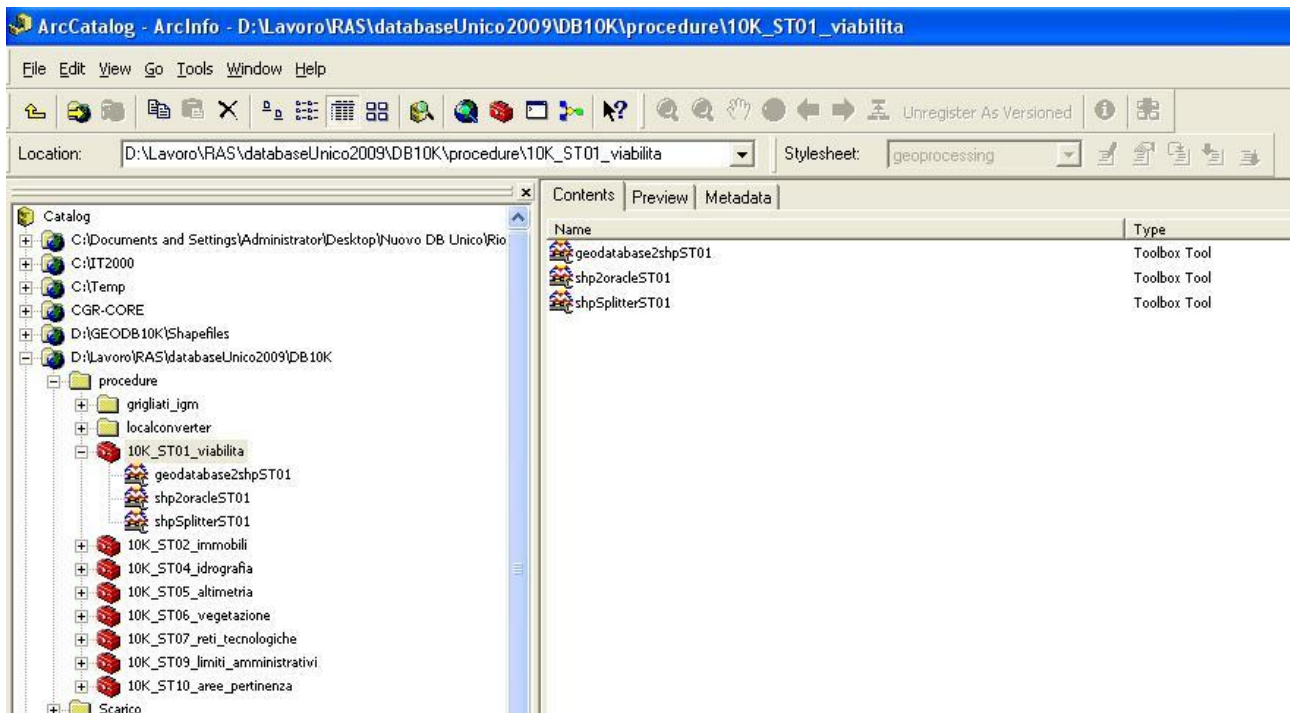 ArcCatalog - ArcInfo - D:\Lavoro\RAS\databaseUnico2009\DB10K\procedure\10K_ST01_viabilita
File Edit View Go Tools Window Help
Unregister As Versioned
Location: D:\Lavoro\RAS\databaseUnico2009\DB10K\procedure\10K_ST01_viabilita Stylesheet: geoprocessing
Contents Preview Metadata
Name Type
geodatabase2shpST01 Toolbox Tool
shp2oracleST01 Toolbox Tool
shpSplitterST01 Toolbox Tool
Catalog
C:\Documents and Settings\Administrator\Desktop\Nuovo DB Unico\Rio
C:\IT2000
C:\Temp
CGR-CORE
D:\GEODB10K\Shapefiles
D:\Lavoro\RAS\databaseUnico2009\DB10K
procedure
grigliati_igm
localconverter
10K_ST01_viabilita
geodatabase2shpST01
shp2oracleST01
shpSplitterST01
10K_ST02_immobili
10K_ST04_idrografia
10K_ST05_altimetria
10K_ST06_vegetazione
10K_ST07_reti_tecnologiche
10K_ST09_limiti_amministrativi
10K_ST10_aree_pertinenza
Scarico